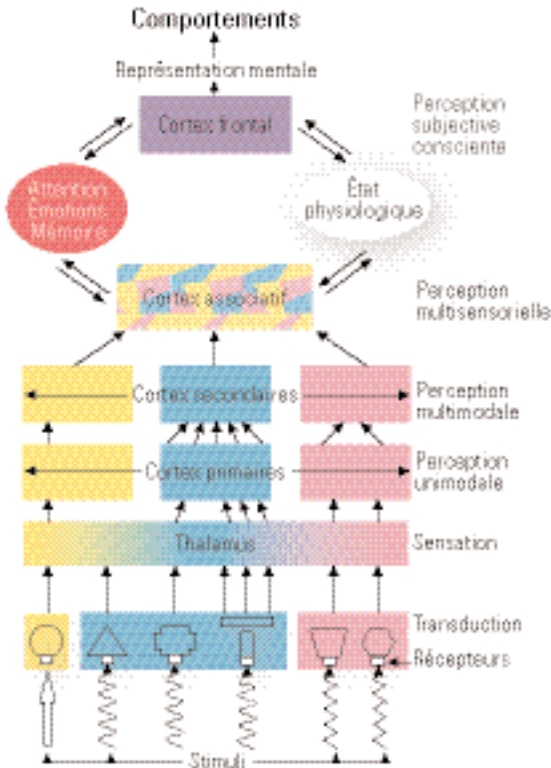 Comportements
Représentation mentale
Cortex frontal
Perception
subjective
consciente
Attention
Émotions
Mémoire
État
physiologique
Cortex associatif
Perception
multisensorielle
Cortex secondaires
Perception
multimodale
Cortex primaires
Perception
unimodale
Thalamus
Sensation
Transduction
Récepteurs
Stimuli